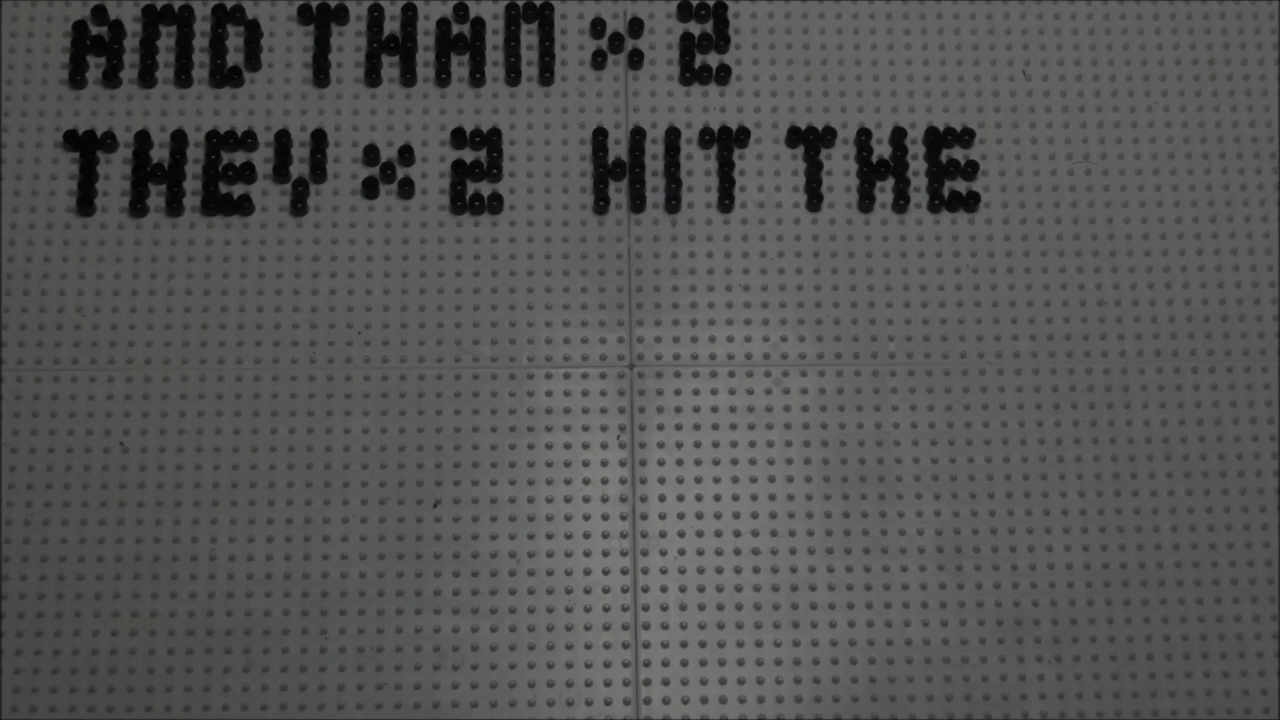 AND THAN × 2
THEY × 2 HIT THE